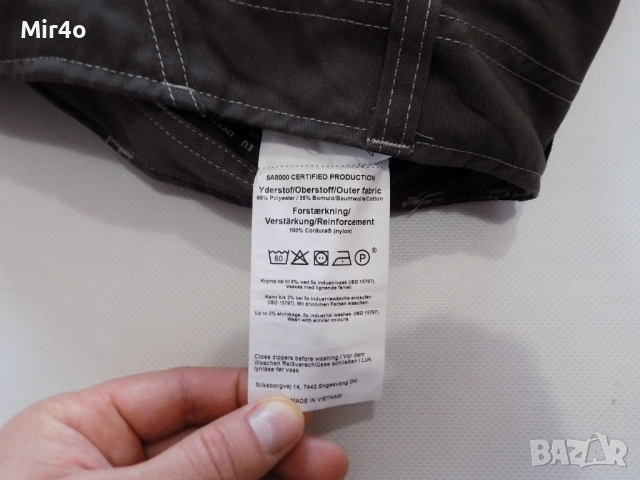 Mir4o
SA8000 CERTIFIED PRODUCTION
Yderstof/Oberstoff/Outer fabric
65% Polyester / 35% Bomuld/Baumwolle/Cotton
Forstærkning/
Verstärkung/Reinforcement
100% Cordura® (nylon)
60 P ®
Krymp op til 2%, ved 5x industrivask (ISO 15797).
Vaskes med lignende farver.
Kann bis 2% bei 5x Industriewäsche einlaufen
(ISO 15797). Mit ähnlichen Farben waschen.
Up to 2% shrinkage, 5x industrial washes (ISO 15797).
Wash with similar colours.
Close zippers before washing / Vor dem
Waschen Reißverschlüsse schließen / Luk
lynlåse før vask
Silkeborgvej 14, 7442 Engesvang DK
MADE IN VIETNAM
BAZAR.bg